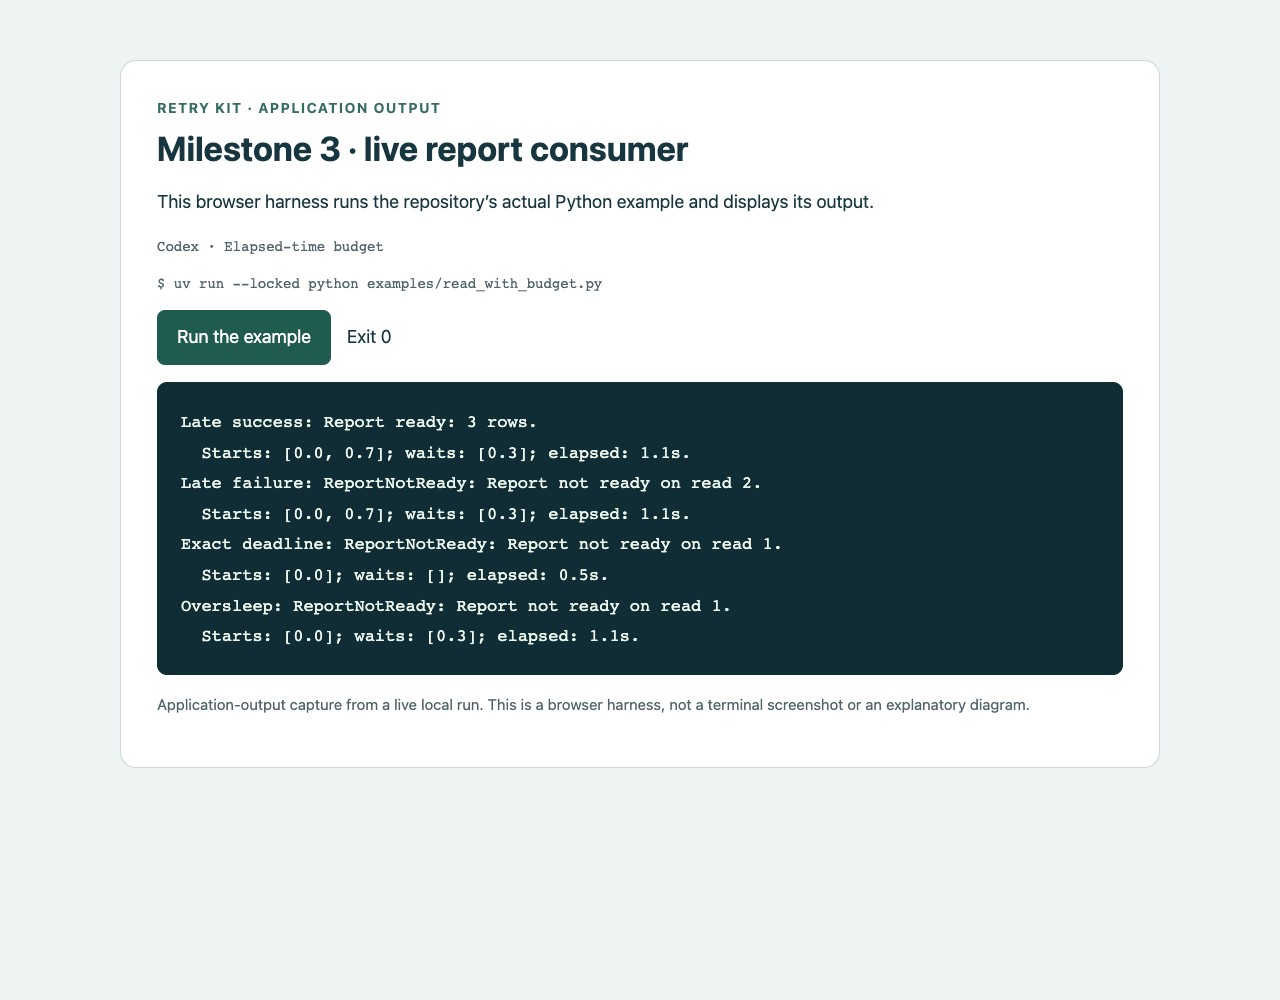 RETRY KIT · APPLICATION OUTPUT
Milestone 3 · live report consumer
This browser harness runs the repository’s actual Python example and displays its output.
Codex · Elapsed-time budget
$ uv run --locked python examples/read_with_budget.py
Run the example Exit 0
Late success: Report ready: 3 rows.
  Starts: [0.0, 0.7]; waits: [0.3]; elapsed: 1.1s.
Late failure: ReportNotReady: Report not ready on read 2.
  Starts: [0.0, 0.7]; waits: [0.3]; elapsed: 1.1s.
Exact deadline: ReportNotReady: Report not ready on read 1.
  Starts: [0.0]; waits: []; elapsed: 0.5s.
Oversleep: ReportNotReady: Report not ready on read 1.
  Starts: [0.0]; waits: [0.3]; elapsed: 1.1s.
Application-output capture from a live local run. This is a browser harness, not a terminal screenshot or an explanatory diagram.